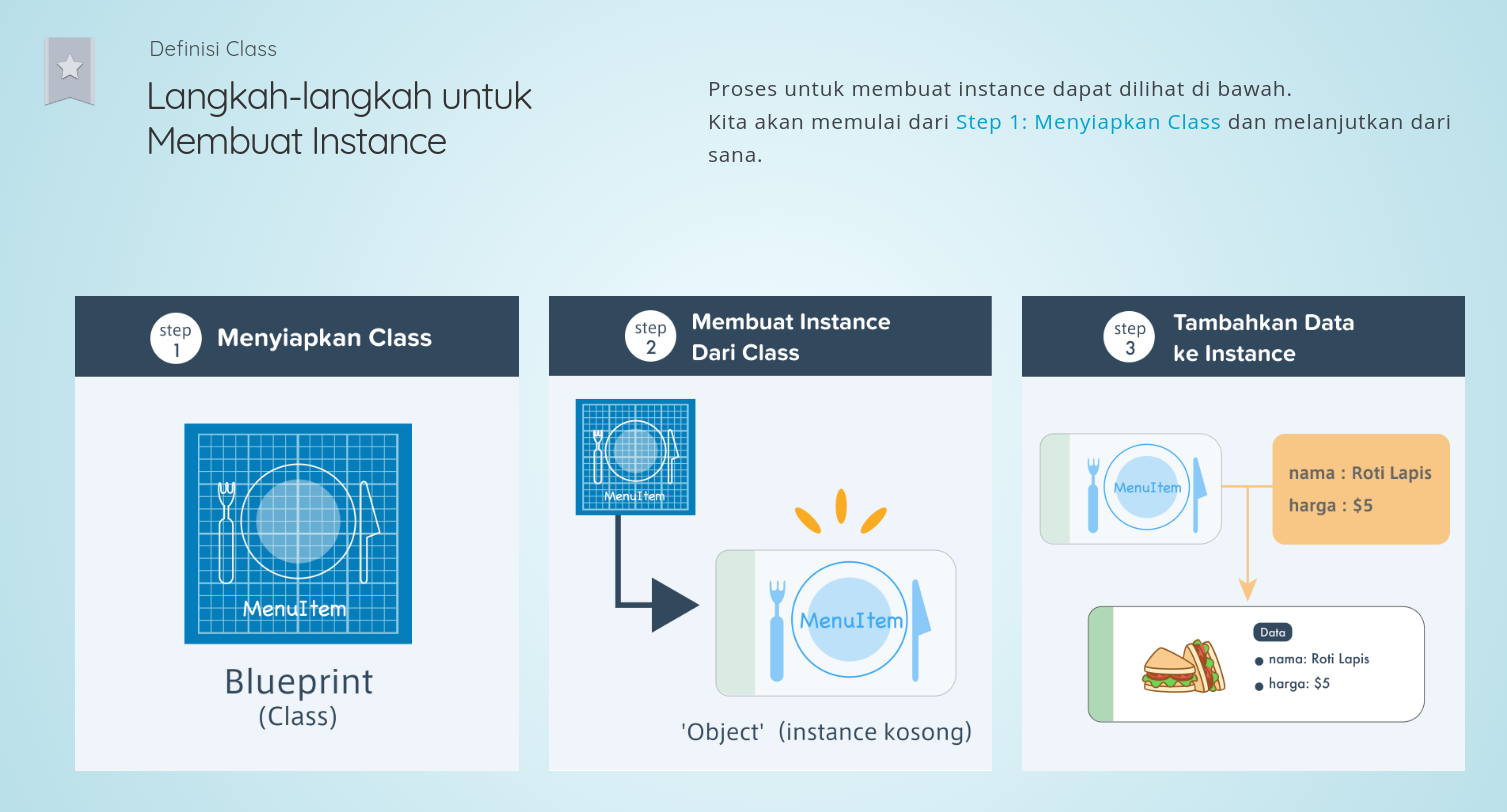 Definisi Class
Langkah-langkah untuk
Membuat Instance
Proses untuk membuat instance dapat dilihat di bawah.
Kita akan memulai dari Step 1: Menyiapkan Class dan melanjutkan dari
sana.
step
1
Menyiapkan Class
MenuItem
Blueprint
(Class)
step
2
Membuat Instance
Dari Class
MenuItem
MenuItem
'Object' (instance kosong)
step
3
Tambahkan Data
ke Instance
MenuItem
nama : Roti Lapis
harga : $5
Data
nama: Roti Lapis
harga: $5